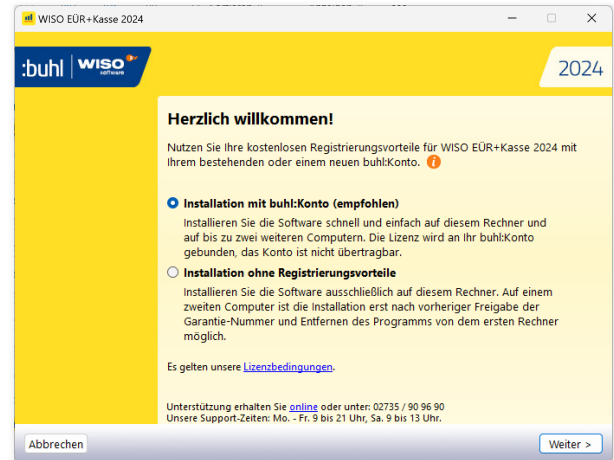 WISO EÜR+Kasse 2024
:buhl WISO software
2024
Herzlich willkommen!
Nutzen Sie Ihre kostenlosen Registrierungsvorteile für WISO EÜR+Kasse 2024 mit
Ihrem bestehenden oder einem neuen buhl:Konto.
Installation mit buhl:Konto (empfohlen)
Installieren Sie die Software schnell und einfach auf diesem Rechner und
auf bis zu zwei weiteren Computern. Die Lizenz wird an Ihr buhl:Konto
gebunden, das Konto ist nicht übertragbar.
Installation ohne Registrierungsvorteile
Installieren Sie die Software ausschließlich auf diesem Rechner. Auf einem
zweiten Computer ist die Installation erst nach vorheriger Freigabe der
Garantie-Nummer und Entfernen des Programms von dem ersten Rechner
möglich.
Es gelten unsere Lizenzbedingungen.
Unterstützung erhalten Sie online oder unter: 02735 / 90 96 90
Unsere Support-Zeiten: Mo. - Fr. 9 bis 21 Uhr, Sa. 9 bis 13 Uhr.
Abbrechen
Weiter >